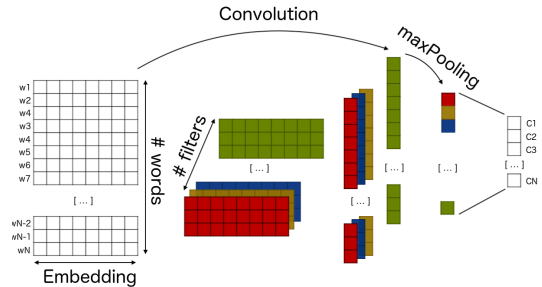 Convolution
maxPooling
w1
w2
w4
w3
w4
w5
w6
w7
[ ... ]
wN-2
wN-1
wN
Embedding
# words
# filters
[ ... ]
[ ... ]
[ ... ]
[ ... ]
C1
C2
C3
[ ... ]
CN